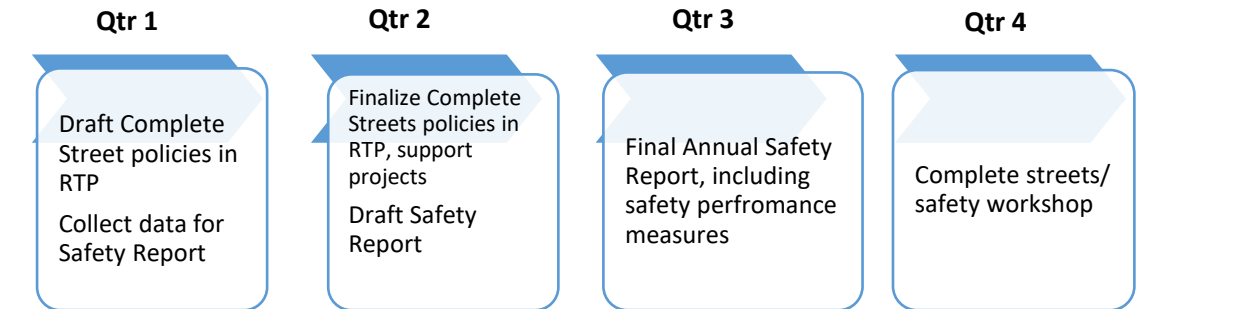 Qtr 1
Qtr 2
Qtr 3
Qtr 4
Draft Complete
Street policies in
RTP
Collect data for
Safety Report
Finalize Complete
Streets policies in
RTP, support
projects
Draft Safety
Report
Final Annual Safety
Report, including
safety perfromance
measures
Complete streets/
safety workshop